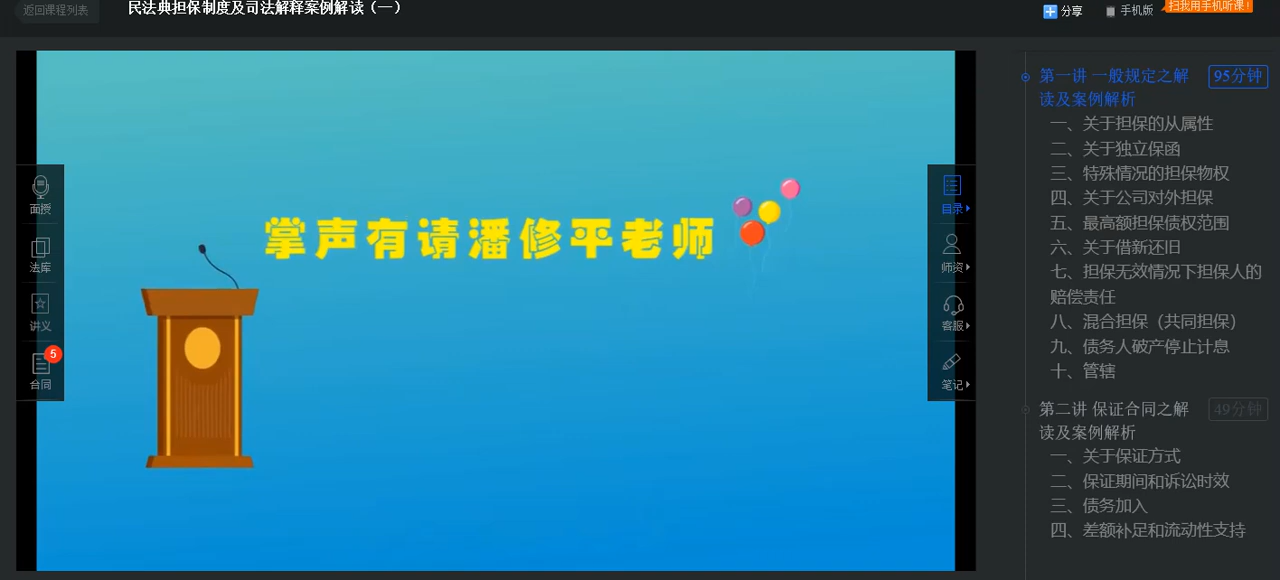 返回课程列表
民法典担保制度及司法解释案例解读（一）
分享
手机版
扫我用手机听课!
掌声有请潘修平老师
面授
法库
讲义
5
合同
目录
师资
客服
笔记
第一讲 一般规定之解
读及案例解析
95分钟
一、关于担保的从属性
二、关于独立保函
三、特殊情况的担保物权
四、关于公司对外担保
五、最高额担保债权范围
六、关于借新还旧
七、担保无效情况下担保人的
赔偿责任
八、混合担保（共同担保）
九、债务人破产停止计息
十、管辖
第二讲 保证合同之解
读及案例解析
49分钟
一、关于保证方式
二、保证期间和诉讼时效
三、债务加入
四、差额补足和流动性支持